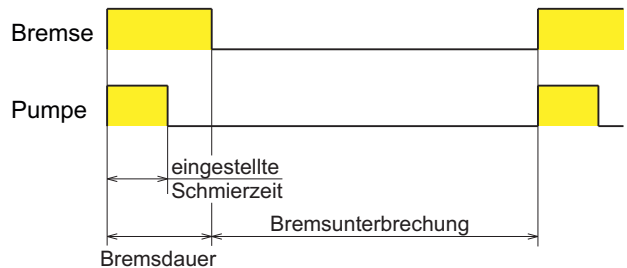 Bremse
Pumpe
eingestellte
Schmierzeit
Bremsunterbrechung
Bremsdauer